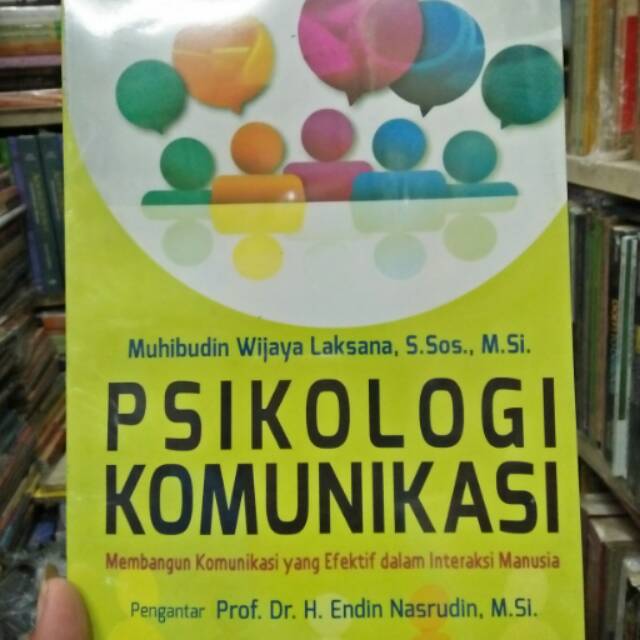 Muhibudin Wijaya Laksana, S.Sos., M.Si.
PSIKOLOGI
KOMUNIKASI
Membangun Komunikasi yang Efektif dalam Interaksi Manusia
Pengantar Prof. Dr. H. Endin Nasrudin, M.Si.